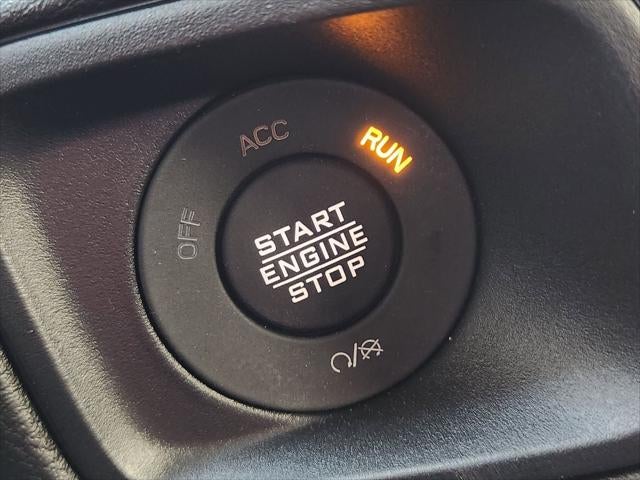 ACC
RUN
OFF
START
ENGINE
STOP